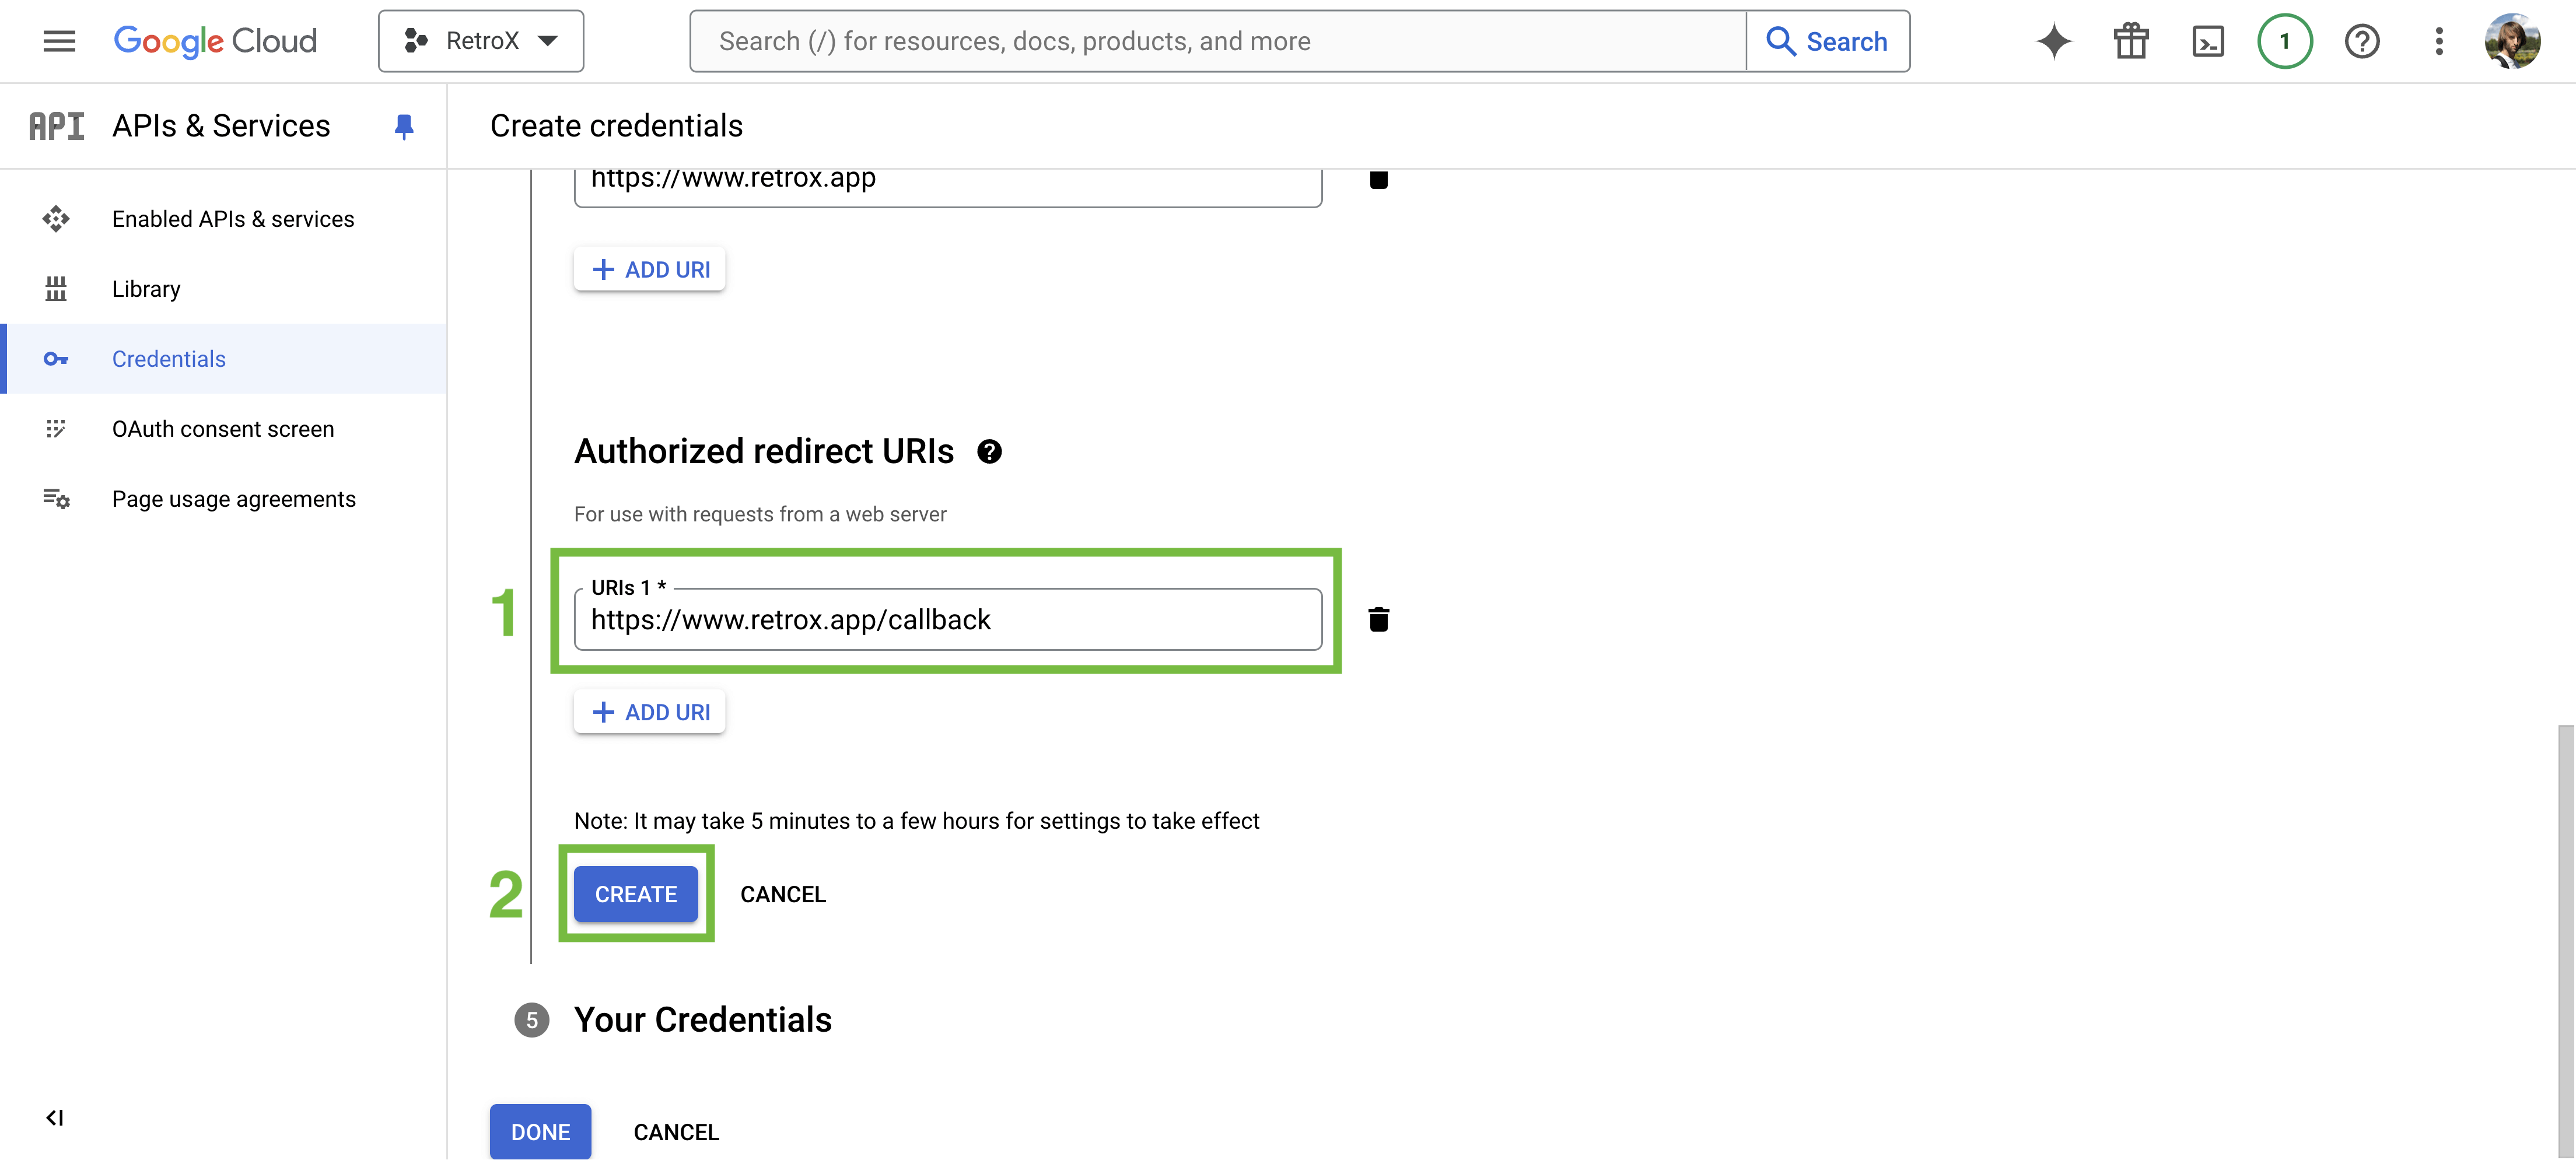 Google Cloud
RetroX
Search (/) for resources, docs, products, and more
Search
1
API
APIs & Services
Create credentials
Enabled APIs & services
Library
Credentials
OAuth consent screen
Page usage agreements
https://www.retrox.app
ADD URI
Authorized redirect URIs
For use with requests from a web server
1
URIs 1 *
https://www.retrox.app/callback
ADD URI
Note: It may take 5 minutes to a few hours for settings to take effect
2
CREATE
CANCEL
5
Your Credentials
DONE
CANCEL